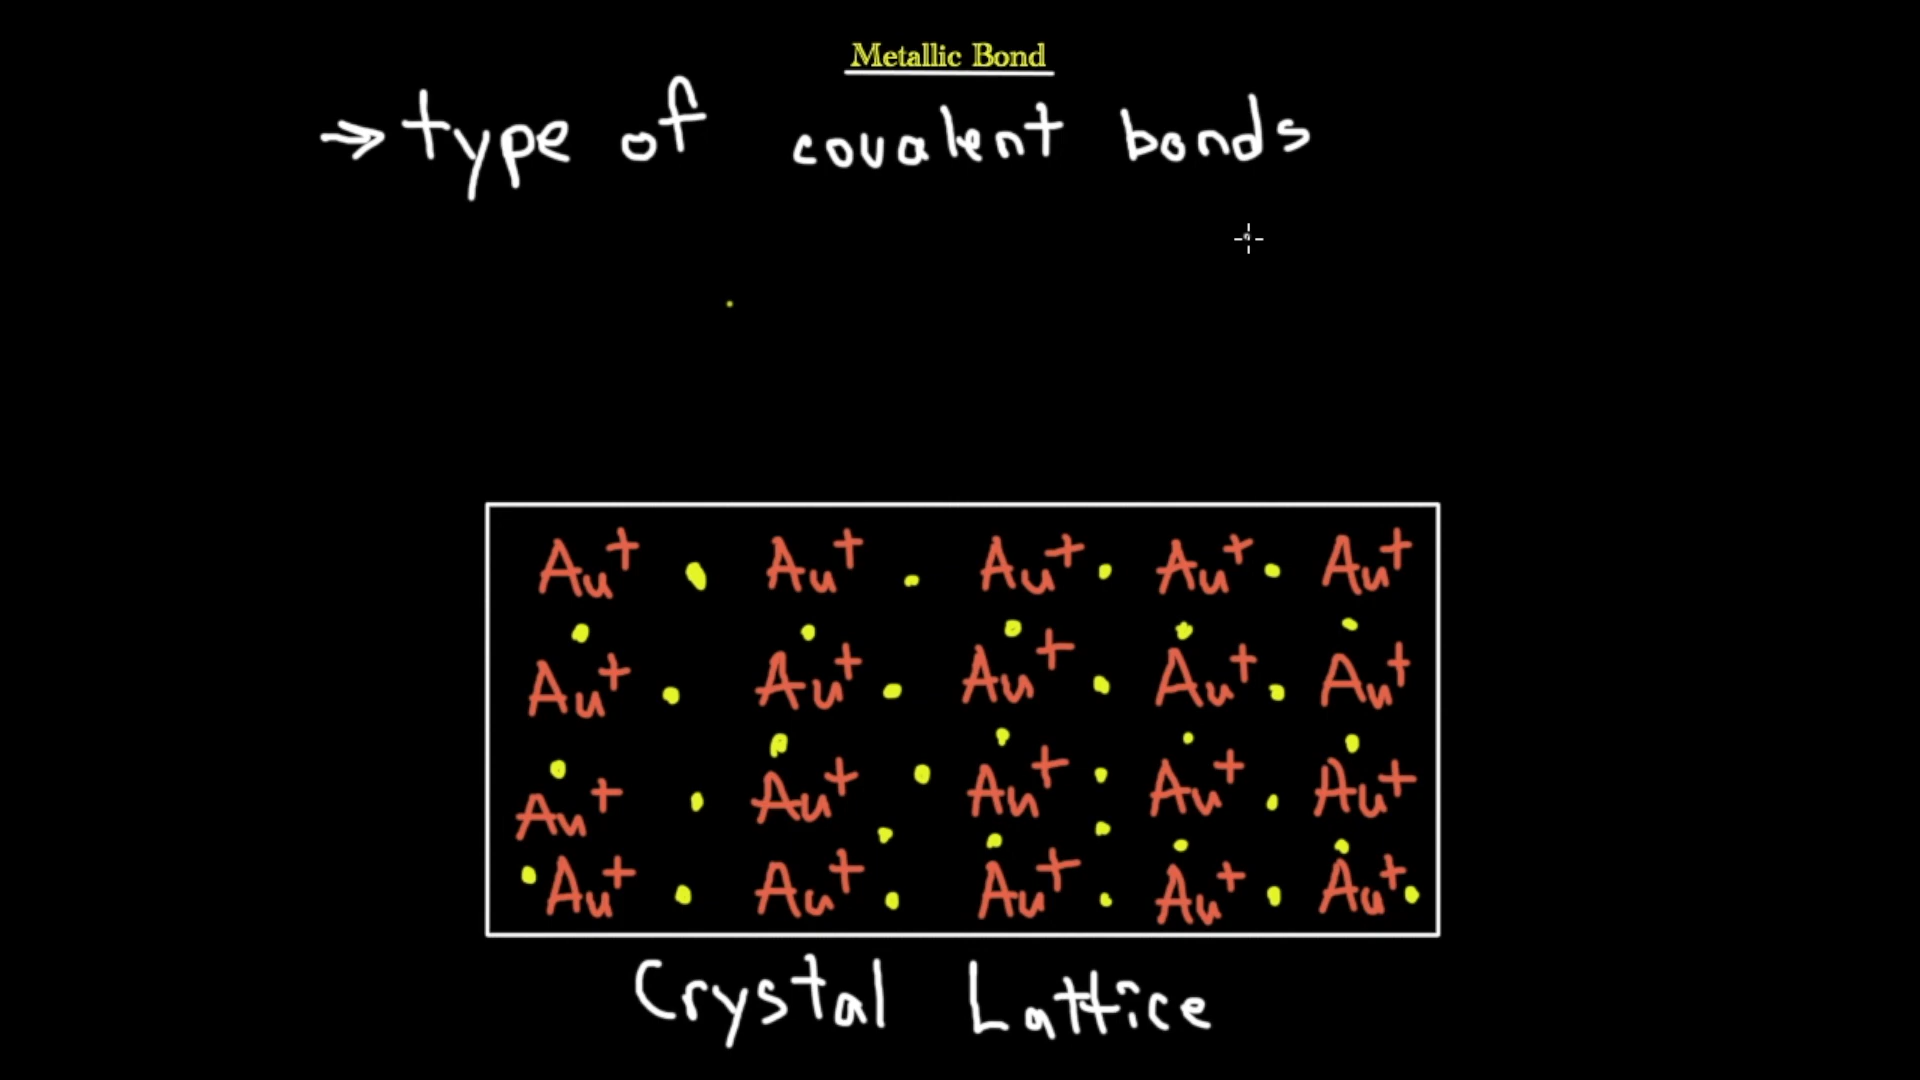 Metallic Bond
⇒ type of covalent bonds
Au⁺ Au⁺ Au⁺ Au⁺ Au⁺
Au⁺ Au⁺ Au⁺ Au⁺ Au⁺
Au⁺ Au⁺ Au⁺ Au⁺ Au⁺
Au⁺ Au⁺ Au⁺ Au⁺ Au⁺
Crystal Lattice